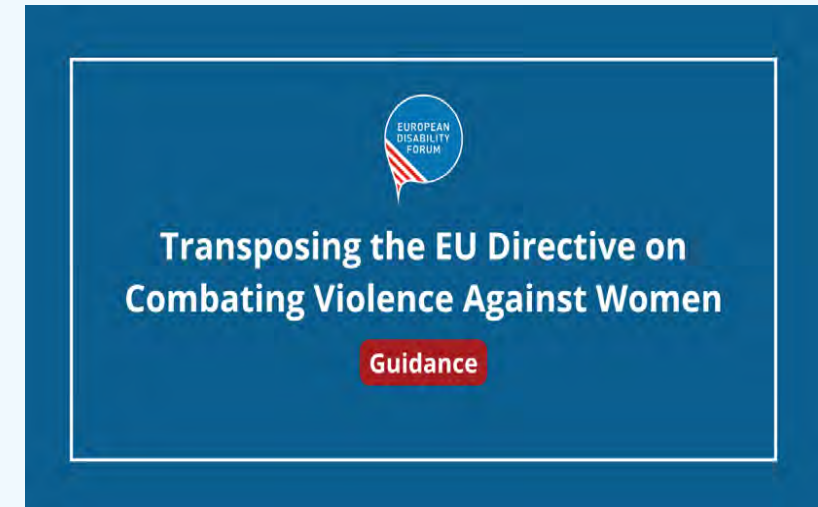 EUROPEAN
DISABILITY
FORUM
Transposing the EU Directive on
Combating Violence Against Women
Guidance